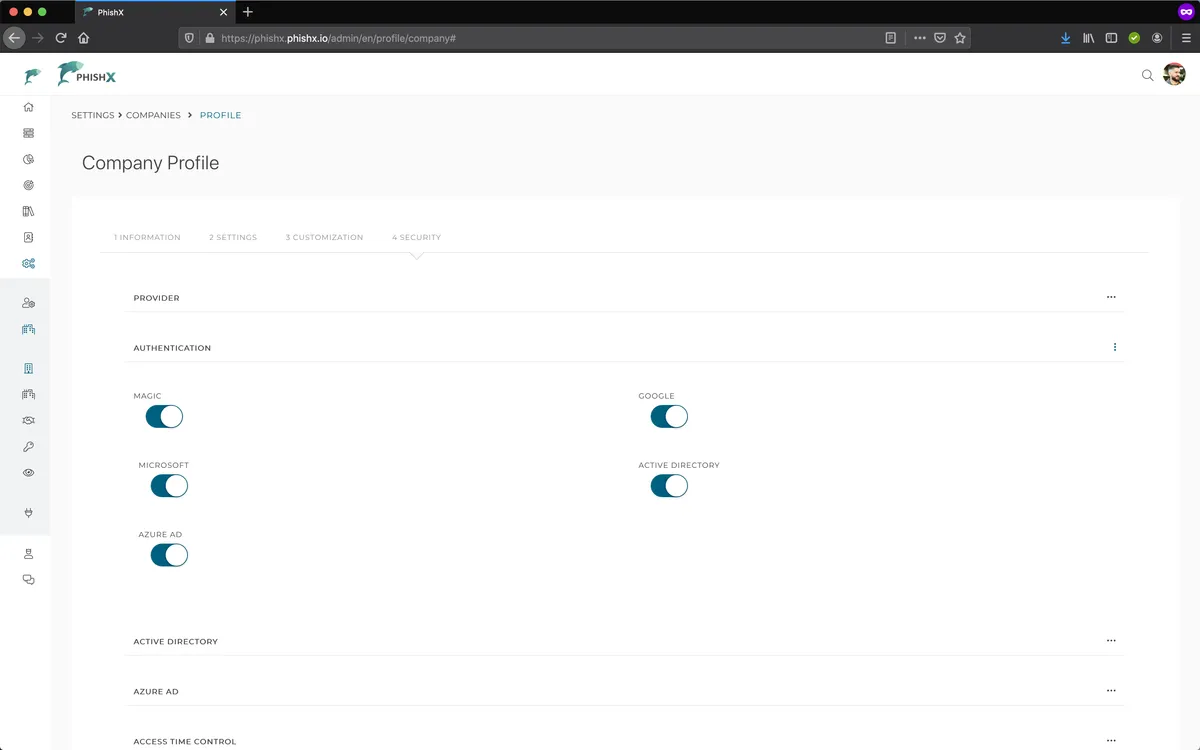 PhishX
https://phishx.phishx.io/admin/en/profile/company#
PHISHX
SETTINGS > COMPANIES > PROFILE
Company Profile
1 INFORMATION 2 SETTINGS 3 CUSTOMIZATION 4 SECURITY
PROVIDER
AUTHENTICATION
MAGIC GOOGLE
MICROSOFT ACTIVE DIRECTORY
AZURE AD
ACTIVE DIRECTORY
AZURE AD
ACCESS TIME CONTROL